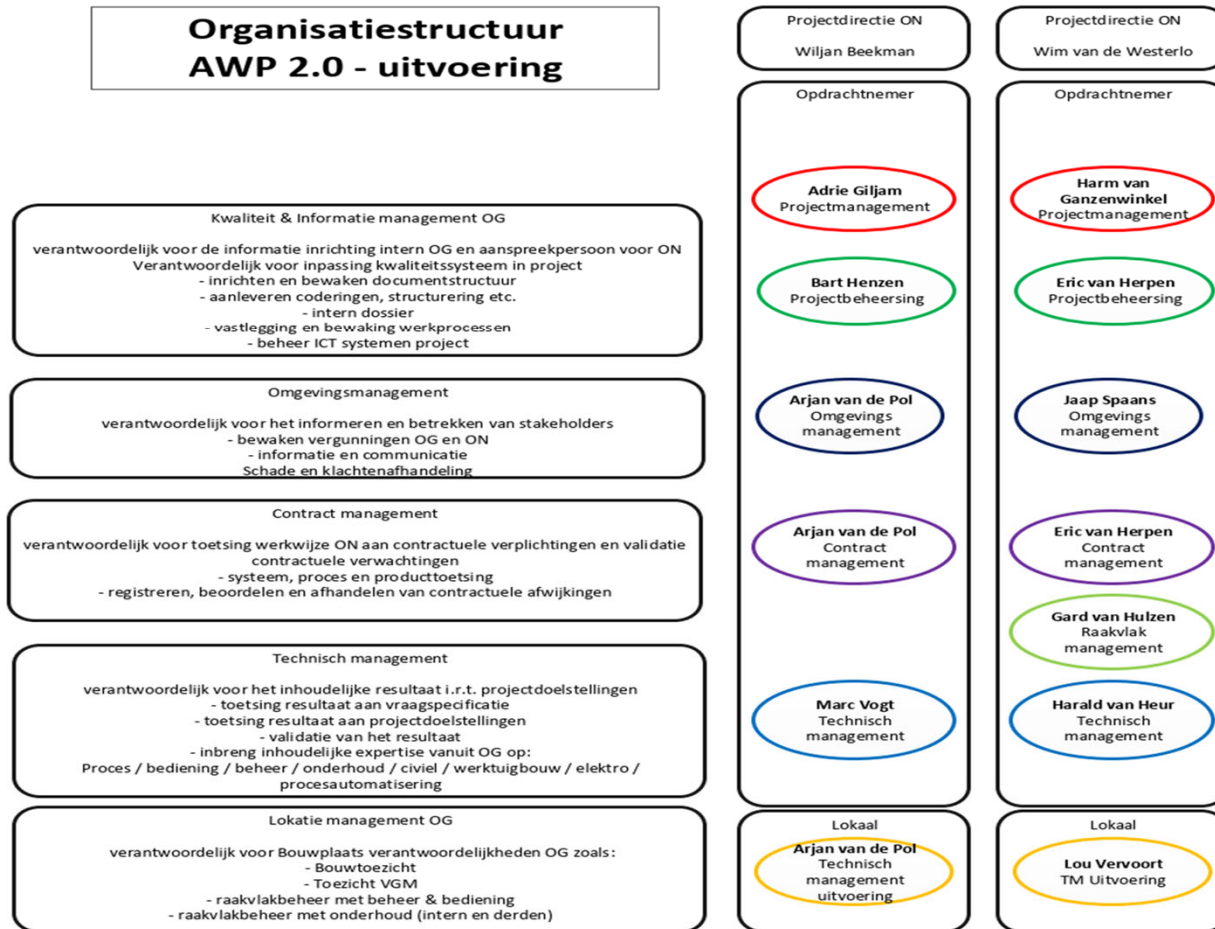 Organisatiestructuur
AWP 2.0 - uitvoering
Projectdirectie ON
Wiljan Beekman
Projectdirectie ON
Wim van de Westerlo
Kwaliteit & Informatie management OG
verantwoordelijk voor de informatie inrichting intern OG en aanspreekpersoon voor ON
Verantwoordelijk voor inpassing kwaliteitssysteem in project
- inrichten en bewaken documentstructuur
- aanleveren coderingen, structurering etc.
- intern dossier
- vastlegging en bewaking werkprocessen
- beheer ICT systemen project
Omgevingsmanagement
verantwoordelijk voor het informeren en betrekken van stakeholders
- bewaken vergunningen OG en ON
- informatie en communicatie
Schade en klachtenafhandeling
Contract management
verantwoordelijk voor toetsing werkwijze ON aan contractuele verplichtingen en validatie
contractuele verwachtingen
- systeem, proces en producttoetsing
- registreren, beoordelen en afhandelen van contractuele afwijkingen
Technisch management
verantwoordelijk voor het inhoudelijke resultaat i.r.t. projectdoelstellingen
- toetsing resultaat aan vraagspecificatie
- toetsing resultaat aan projectdoelstellingen
- validatie van het resultaat
- inbreng inhoudelijke expertise vanuit OG op:
Proces / bediening / beheer / onderhoud / civiel / werktuigbouw / elektro /
procesautomatisering
Lokatie management OG
verantwoordelijk voor Bouwplaats verantwoordelijkheden OG zoals:
- Bouwtoezicht
- Toezicht VGM
- raakvlakbeheer met beheer & bediening
- raakvlakbeheer met onderhoud (intern en derden)
Opdrachtnemer
Adrie Giljam
Projectmanagement
Bart Henzen
Projectbeheersing
Arjan van de Pol
Omgevings
management
Arjan van de Pol
Contract
management
Marc Vogt
Technisch
management
Lokaal
Arjan van de Pol
Technisch
management
uitvoering
Opdrachtnemer
Harm van
Ganzenwinkel
Projectmanagement
Eric van Herpen
Projectbeheersing
Jaap Spaans
Omgevings
management
Eric van Herpen
Contract
management
Gard van Hulzen
Raakvlak
management
Harald van Heur
Technisch
management
Lokaal
Lou Vervoort
TM Uitvoering